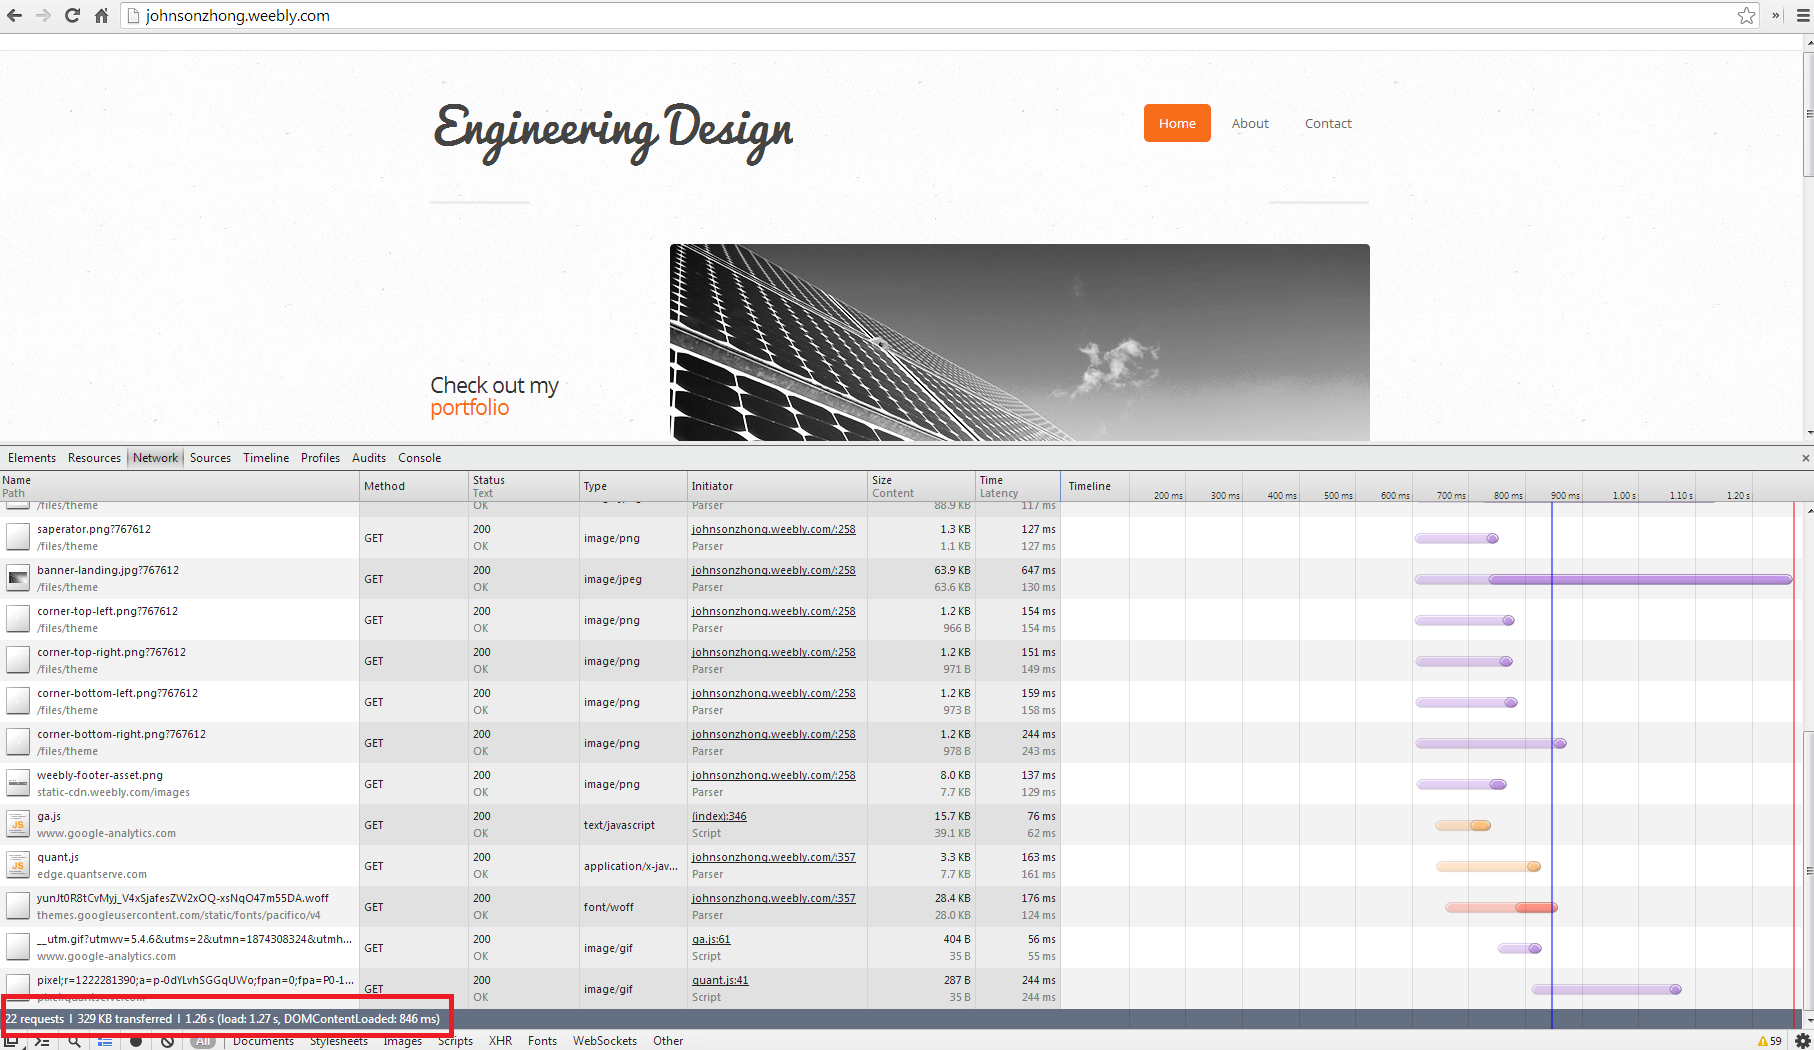 johnsonzhong.weebly.com
»
Engineering Design
Home About Contact
Check out my
portfolio
Elements Resources Network Sources Timeline Profiles Audits Console ×
Name Path Method Status Text Type Initiator Size Content Time Latency Timeline 200 ms 300 ms 400 ms 500 ms 600 ms 700 ms 800 ms 900 ms 1.00 s 1.10 s 1.20 s
/files/theme OK Parser 88.9 KB 117 ms
saperator.png?767612 200 johnsonzhong.weebly.com/:258 1.3 KB 127 ms
GET image/png
/files/theme OK Parser 1.1 KB 127 ms
banner-landing.jpg?767612 200 johnsonzhong.weebly.com/:258 63.9 KB 647 ms
GET image/jpeg
/files/theme OK Parser 63.6 KB 130 ms
corner-top-left.png?767612 200 johnsonzhong.weebly.com/:258 1.2 KB 154 ms
GET image/png
/files/theme OK Parser 966 B 154 ms
corner-top-right.png?767612 200 johnsonzhong.weebly.com/:258 1.2 KB 151 ms
GET image/png
/files/theme OK Parser 971 B 149 ms
corner-bottom-left.png?767612 200 johnsonzhong.weebly.com/:258 1.2 KB 159 ms
GET image/png
/files/theme OK Parser 973 B 158 ms
corner-bottom-right.png?767612 200 johnsonzhong.weebly.com/:258 1.2 KB 244 ms
GET image/png
/files/theme OK Parser 978 B 243 ms
weebly-footer-asset.png 200 johnsonzhong.weebly.com/:258 8.0 KB 137 ms
GET image/png
static-cdn.weebly.com/images OK Parser 7.7 KB 129 ms
ga.js 200 (index):346 15.7 KB 76 ms
JS GET text/javascript
www.google-analytics.com OK Script 39.1 KB 62 ms
quant.js 200 johnsonzhong.weebly.com/:357 3.3 KB 163 ms
JS GET application/x-jav...
edge.quantserve.com OK Parser 7.7 KB 161 ms
yunJt0R8tCvMyj_V4xSjafesZW2xOQ-xsNqO47m55DA.woff 200 johnsonzhong.weebly.com/:357 28.4 KB 176 ms
GET font/woff
themes.googleusercontent.com/static/fonts/pacifico/v4 OK Parser 28.0 KB 124 ms
__utm.gif?utmwv=5.4.6&utms=2&utmn=1874308324&utmh... 200 ga.js:61 404 B 56 ms
GET image/gif
www.google-analytics.com OK Script 35 B 55 ms
pixel;r=1222281390;a=p-0dYLvhSGGqUWo;fpan=0;fpa=P0-1... 200 quant.js:41 287 B 244 ms
GET image/gif
pixel.quantserve.com OK Script 35 B 244 ms
22 requests | 329 KB transferred | 1.26 s (load: 1.27 s, DOMContentLoaded: 846 ms)
All Documents Stylesheets Images Scripts XHR Fonts WebSockets Other 59